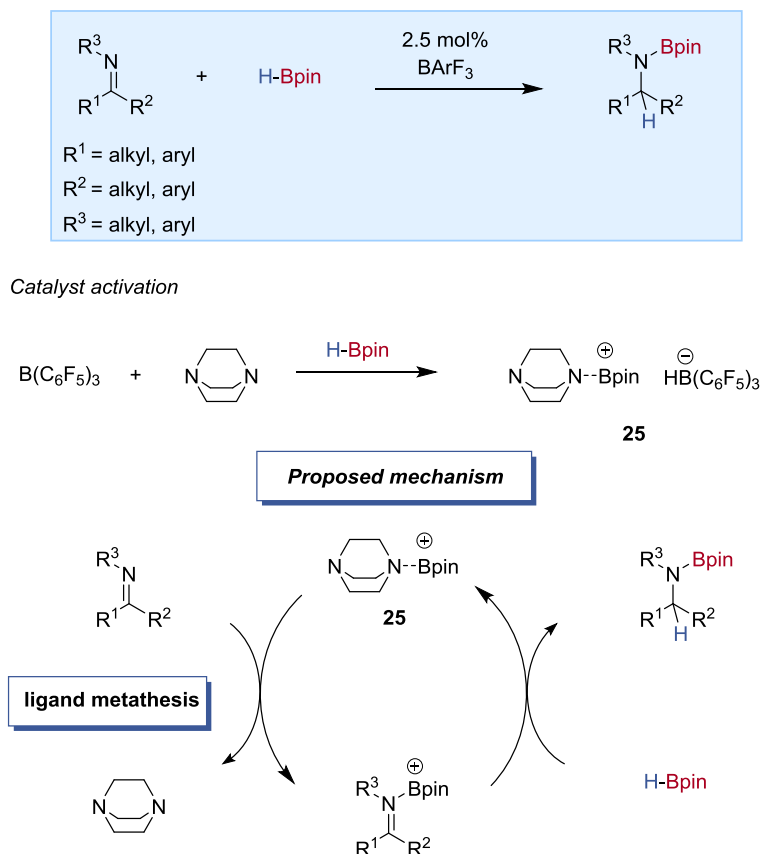 R3
N
R1 R2
+
H-Bpin
2.5 mol%
BArF3
R3 Bpin
N
R1 R2
H
R1 = alkyl, aryl
R2 = alkyl, aryl
R3 = alkyl, aryl
Catalyst activation
B(C6F5)3 + N N
H-Bpin
N N Bpin + − HB(C6F5)3
25
Proposed mechanism
R3
N
R1 R2
N N Bpin +
25
R3 Bpin
N
R1 R2
H
ligand metathesis
N N
R3 Bpin +
N
R1 R2
H-Bpin